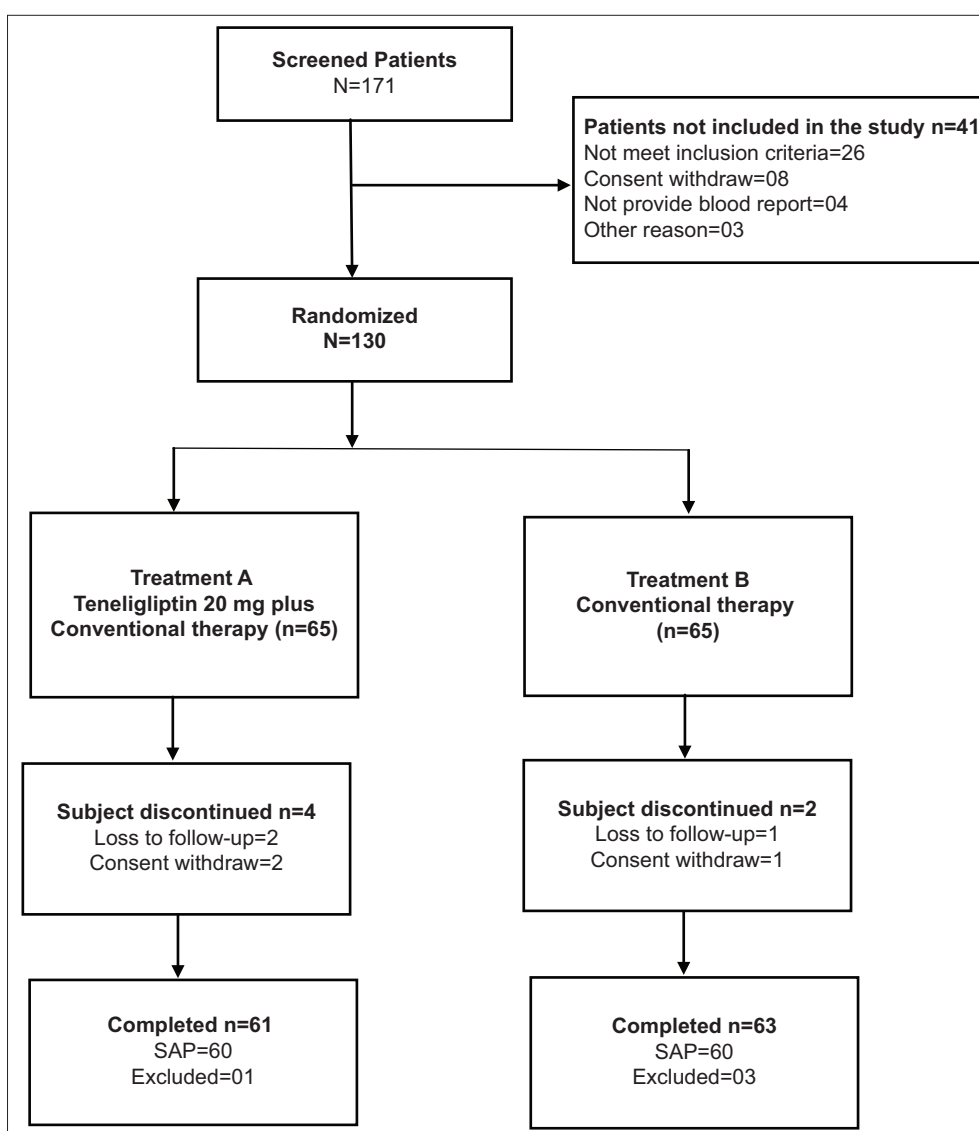 Screened Patients
N=171
Patients not included in the study n=41
Not meet inclusion criteria=26
Consent withdraw=08
Not provide blood report=04
Other reason=03
Randomized
N=130
Treatment A
Teneligliptin 20 mg plus
Conventional therapy (n=65)
Treatment B
Conventional therapy
(n=65)
Subject discontinued n=4
Loss to follow-up=2
Consent withdraw=2
Subject discontinued n=2
Loss to follow-up=1
Consent withdraw=1
Completed n=61
SAP=60
Excluded=01
Completed n=63
SAP=60
Excluded=03